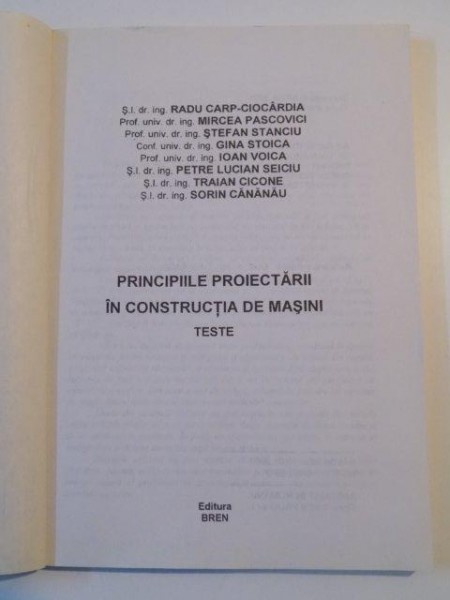 Ş.l. dr. ing. RADU CARP-CIOCÂRDIA
Prof. univ. dr. ing. MIRCEA PASCOVICI
Prof. univ. dr. ing. ŞTEFAN STANCIU
Conf. univ. dr. ing. GINA STOICA
Prof. univ. dr. ing. IOAN VOICA
Ş.l. dr. ing. PETRE LUCIAN SEICIU
Ş.l. dr. ing. TRAIAN CICONE
Ş.l. dr. ing. SORIN CĂNĂNĂU
PRINCIPIILE PROIECTĂRII
ÎN CONSTRUCŢIA DE MAŞINI
TESTE
Editura
BREN